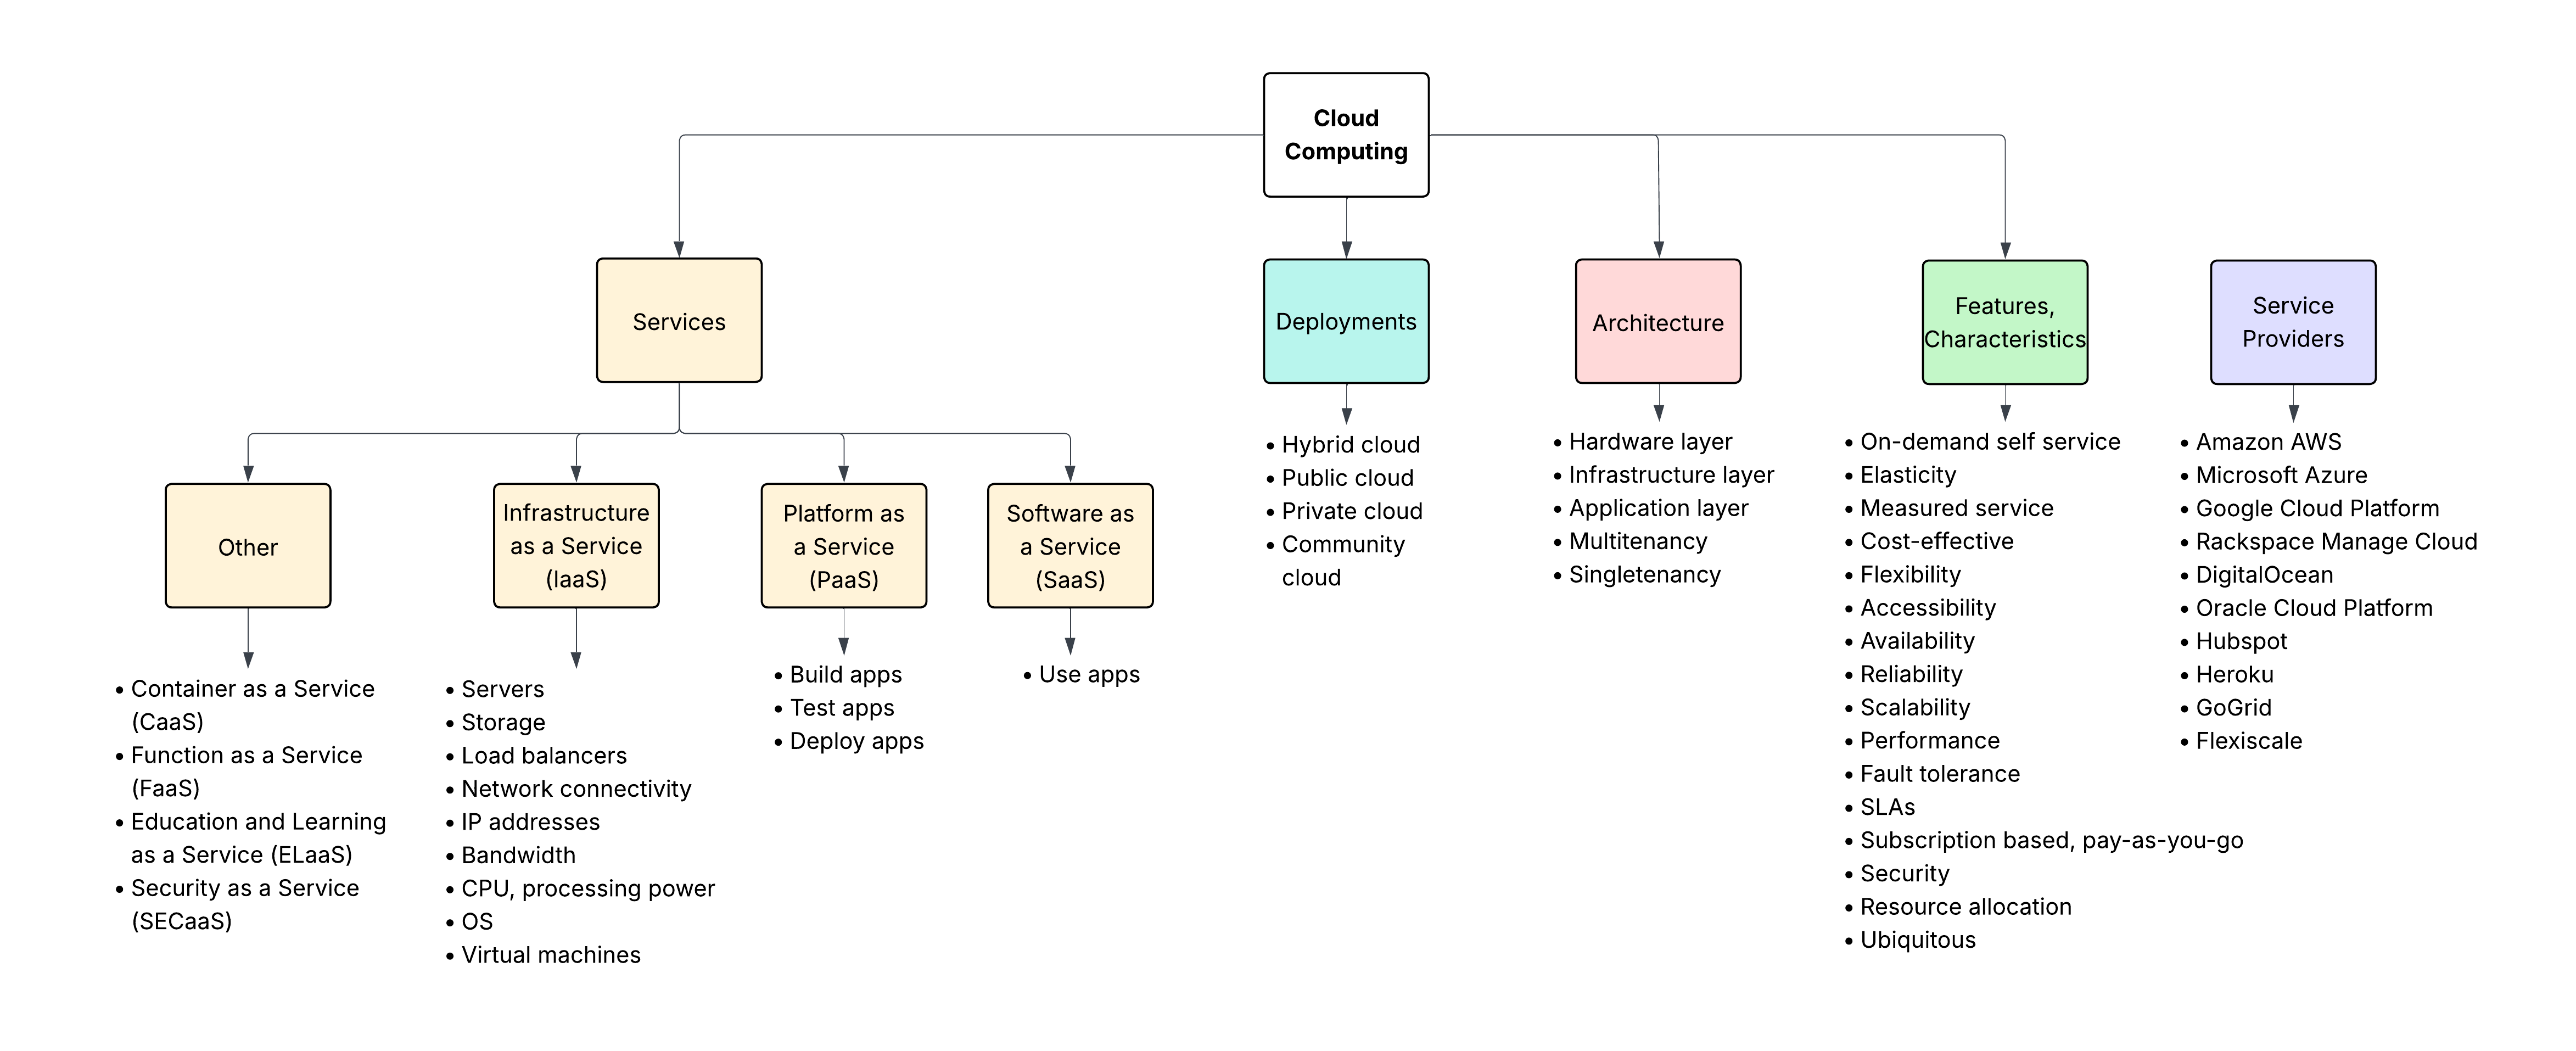 Cloud
Computing
Services
Deployments
Architecture
Features,
Characteristics
Service
Providers
Other
Infrastructure
as a Service
(IaaS)
Platform as
a Service
(PaaS)
Software as
a Service
(SaaS)
• Container as a Service
(CaaS)
• Function as a Service
(FaaS)
• Education and Learning
as a Service (ELaaS)
• Security as a Service
(SECaaS)
• Servers
• Storage
• Load balancers
• Network connectivity
• IP addresses
• Bandwidth
• CPU, processing power
• OS
• Virtual machines
• Build apps
• Test apps
• Deploy apps
• Use apps
• Hybrid cloud
• Public cloud
• Private cloud
• Community
cloud
• Hardware layer
• Infrastructure layer
• Application layer
• Multitenancy
• Singletenancy
• On-demand self service
• Elasticity
• Measured service
• Cost-effective
• Flexibility
• Accessibility
• Availability
• Reliability
• Scalability
• Performance
• Fault tolerance
• SLAs
• Subscription based, pay-as-you-go
• Security
• Resource allocation
• Ubiquitous
• Amazon AWS
• Microsoft Azure
• Google Cloud Platform
• Rackspace Manage Cloud
• DigitalOcean
• Oracle Cloud Platform
• Hubspot
• Heroku
• GoGrid
• Flexiscale